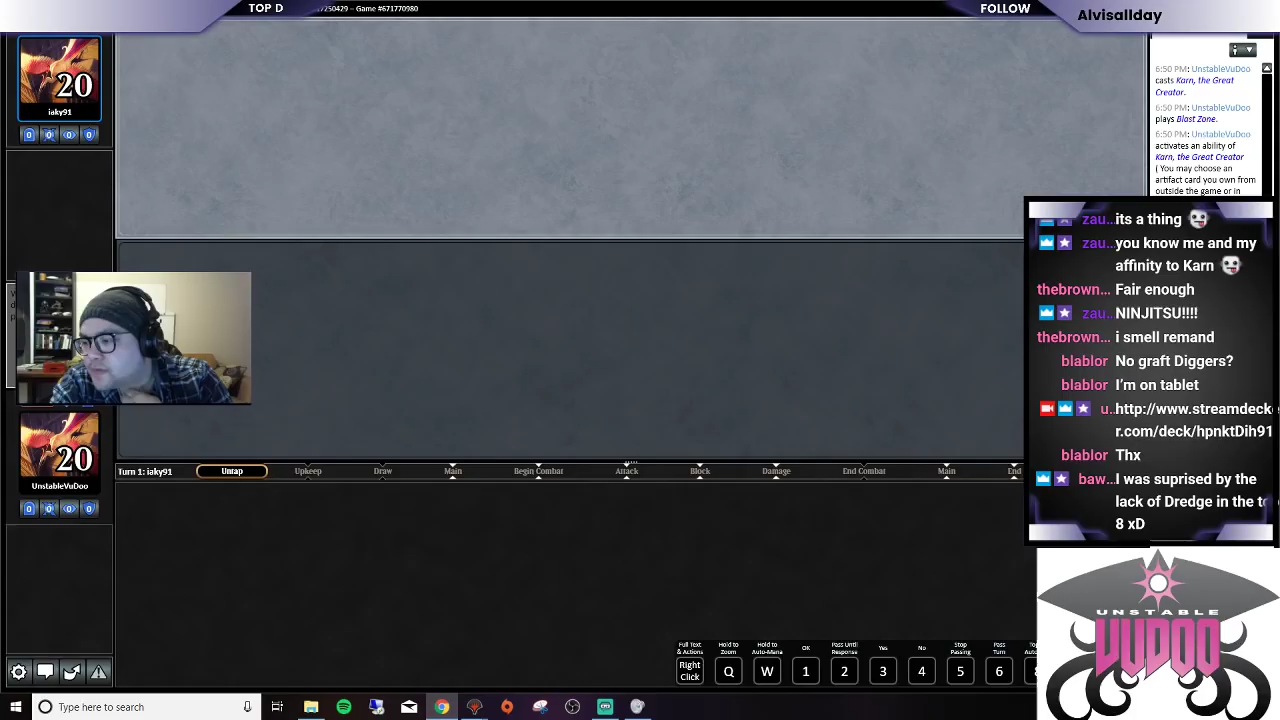 TOP D
17250429 – Game #671770980
FOLLOW
Alvisallday
20
iaky91
0 0 0 0
6:50 PM: UnstableVuDoo
casts Karn, the Great
Creator.
6:50 PM: UnstableVuDoo
plays Blast Zone.
6:50 PM: UnstableVuDoo
activates an ability of
Karn, the Great Creator
( You may choose an
artifact card you own from
outside the game or in
zau... its a thing
zau... you know me and my
affinity to Karn
thebrown... Fair enough
zau... NINJITSU!!!!
thebrown... i smell remand
blablor No graft Diggers?
blablor I'm on tablet
u.. http://www.streamdecke
r.com/deck/hpnktDih91
blablor Thx
baw... I was suprised by the
lack of Dredge in the to
8 xD
20
UnstableVuDoo
0 0 0 0
Turn 1: iaky91 Untap Upkeep Draw Main Begin Combat Attack Block Damage End Combat Main End
Full Text & Actions Right Click
Hold to Zoom Q
Hold to Auto-Mana W
OK 1
Pass Until Response 2
Yes 3
No 4
Stop Passing 5
Pass Turn 6
UNSTABLE
VUDOO
Type here to search